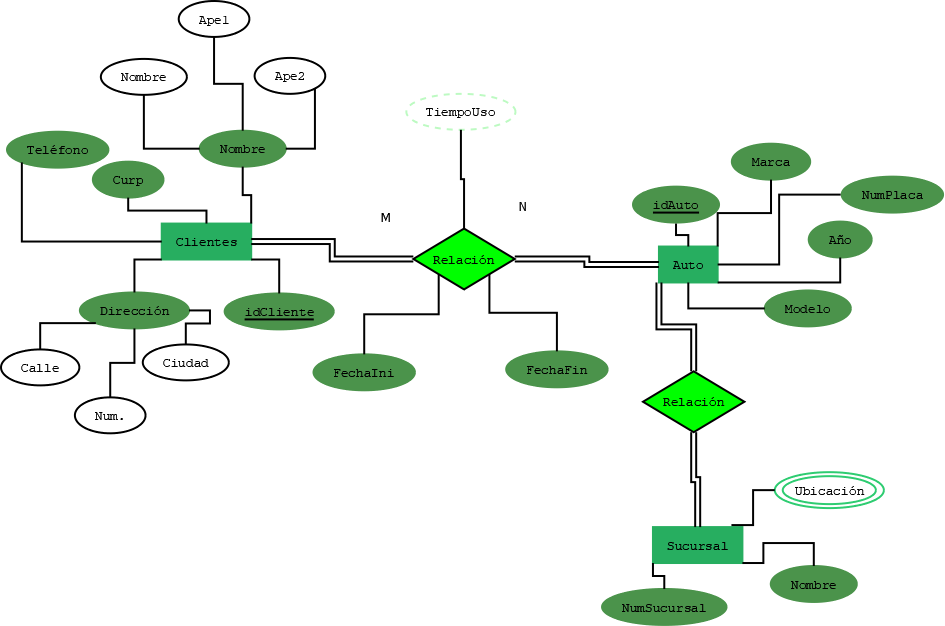 Ape1
Nombre
Ape2
TiempoUso
Teléfono
Nombre
Marca
Curp
NumPlaca
idAuto
M
N
Clientes
Año
Relación
Auto
Dirección
idCliente
Modelo
Calle
Ciudad
FechaIni
FechaFin
Num.
Relación
Ubicación
Sucursal
Nombre
NumSucursal